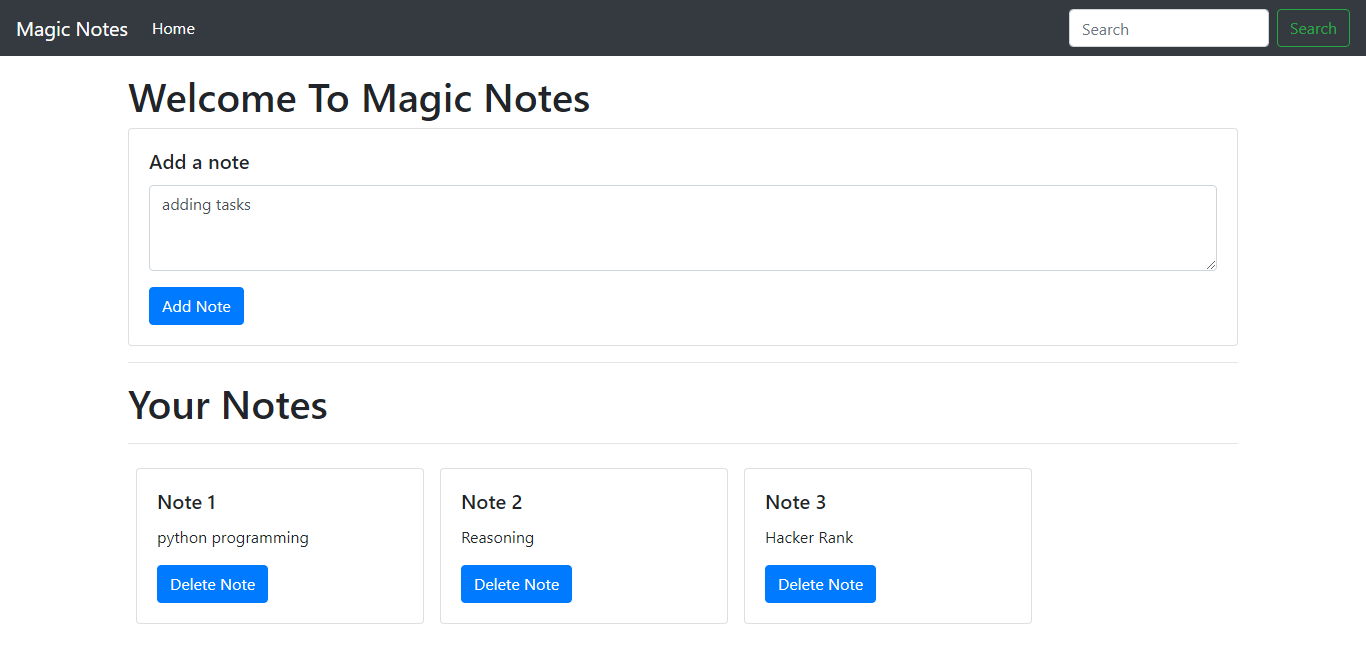 Magic Notes Home Search Search
Welcome To Magic Notes
Add a note
adding tasks
Add Note
Your Notes
Note 1
python programming
Delete Note
Note 2
Reasoning
Delete Note
Note 3
Hacker Rank
Delete Note